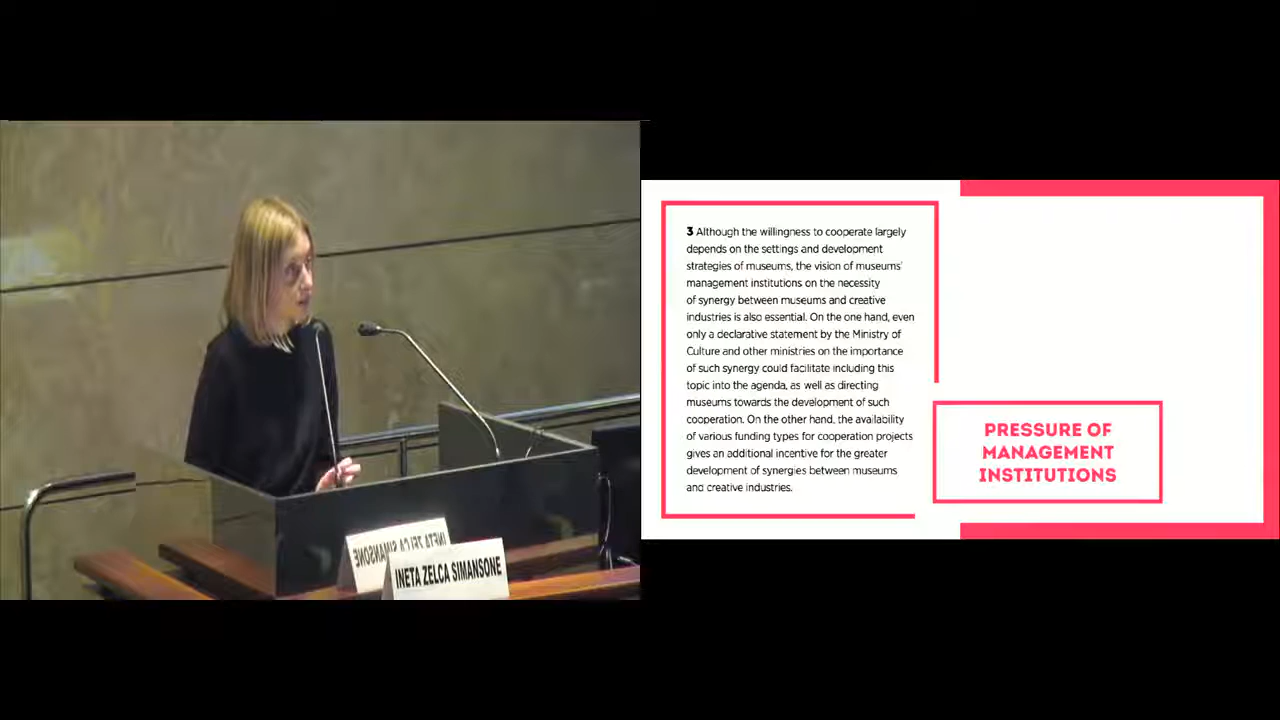 INETA ZELCA SIMANSONE
INETA ZELCA SIMANSONE
3 Although the willingness to cooperate largely
depends on the settings and development
strategies of museums, the vision of museums'
management institutions on the necessity
of synergy between museums and creative
industries is also essential. On the one hand, even
only a declarative statement by the Ministry of
Culture and other ministries on the importance
of such synergy could facilitate including this
topic into the agenda, as well as directing
museums towards the development of such
cooperation. On the other hand, the availability
of various funding types for cooperation projects
gives an additional incentive for the greater
development of synergies between museums
and creative industries.
PRESSURE OF
MANAGEMENT
INSTITUTIONS